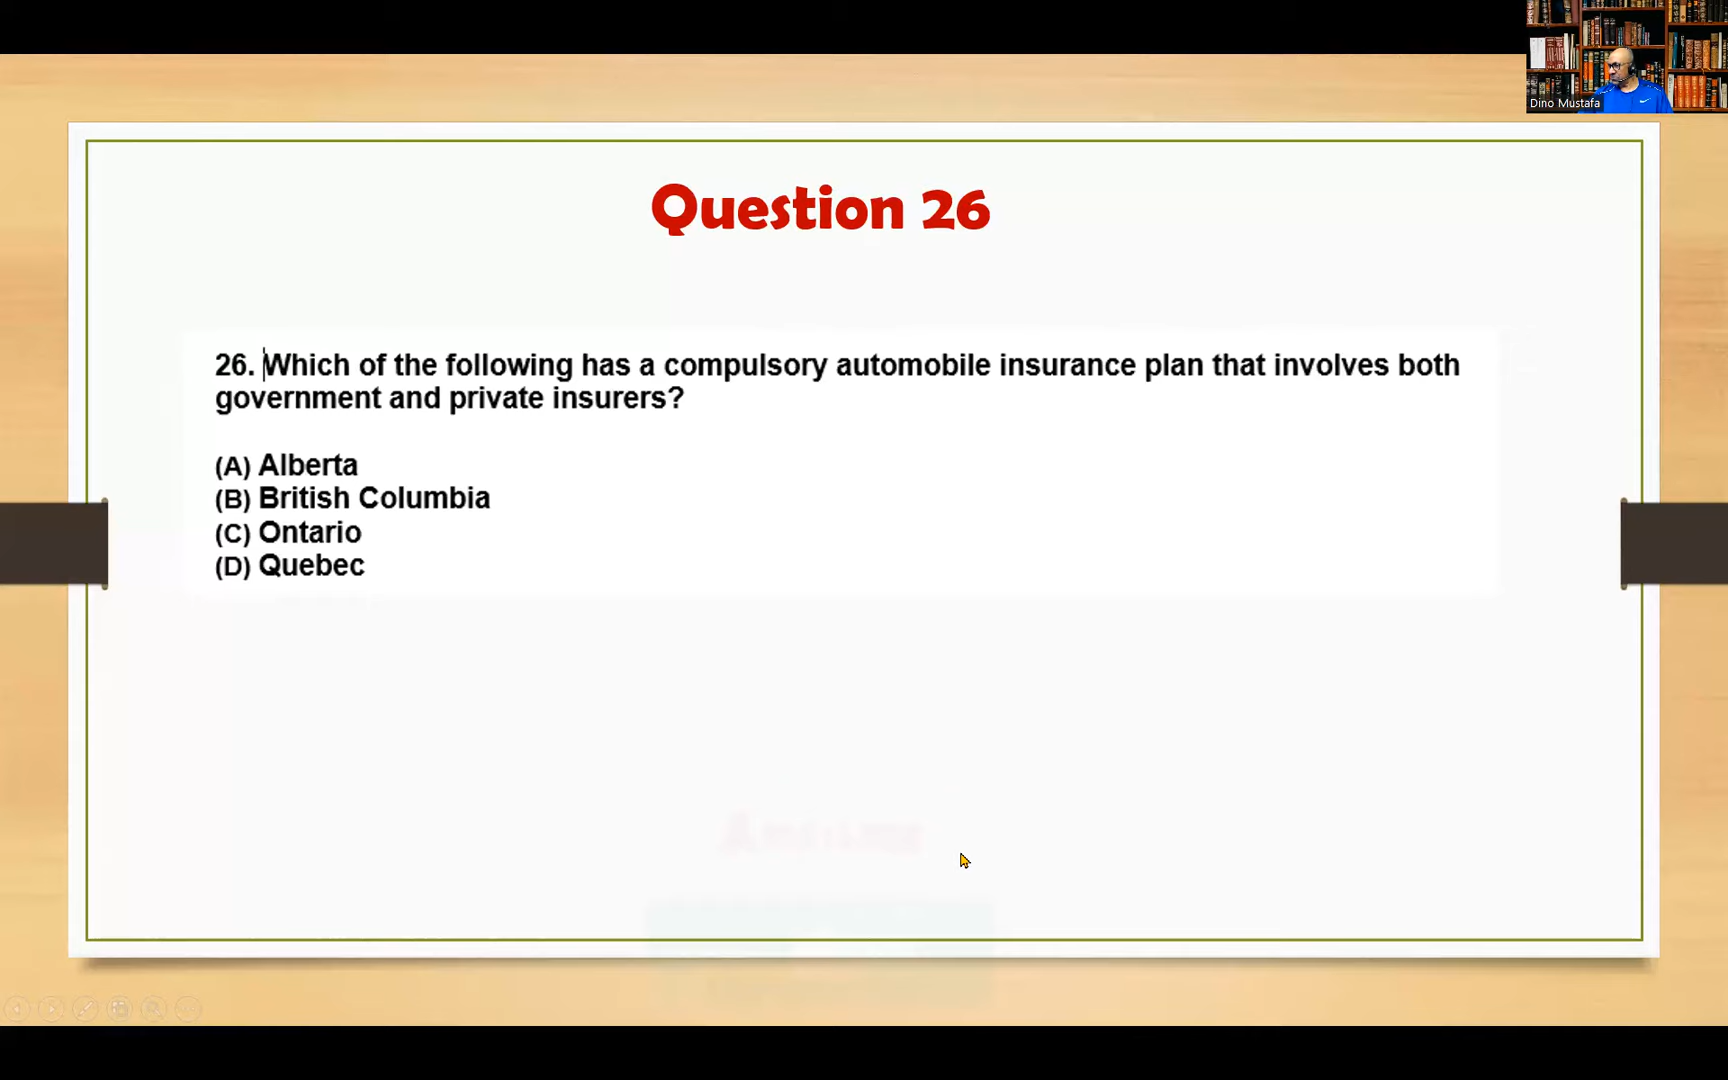 Dino Mustafa
Question 26
26. Which of the following has a compulsory automobile insurance plan that involves both
government and private insurers?
(A) Alberta
(B) British Columbia
(C) Ontario
(D) Quebec